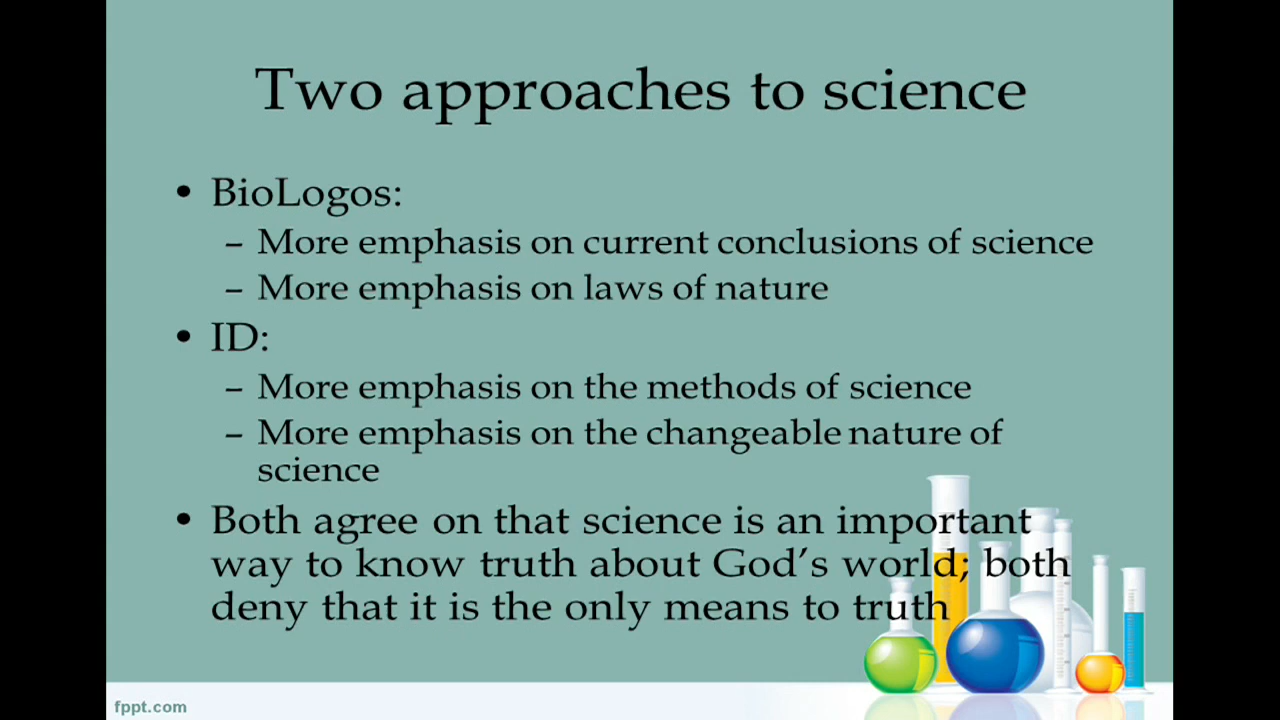 Two approaches to science
• BioLogos:
– More emphasis on current conclusions of science
– More emphasis on laws of nature
• ID:
– More emphasis on the methods of science
– More emphasis on the changeable nature of
science
• Both agree on that science is an important
way to know truth about God's world; both
deny that it is the only means to truth
fppt.com